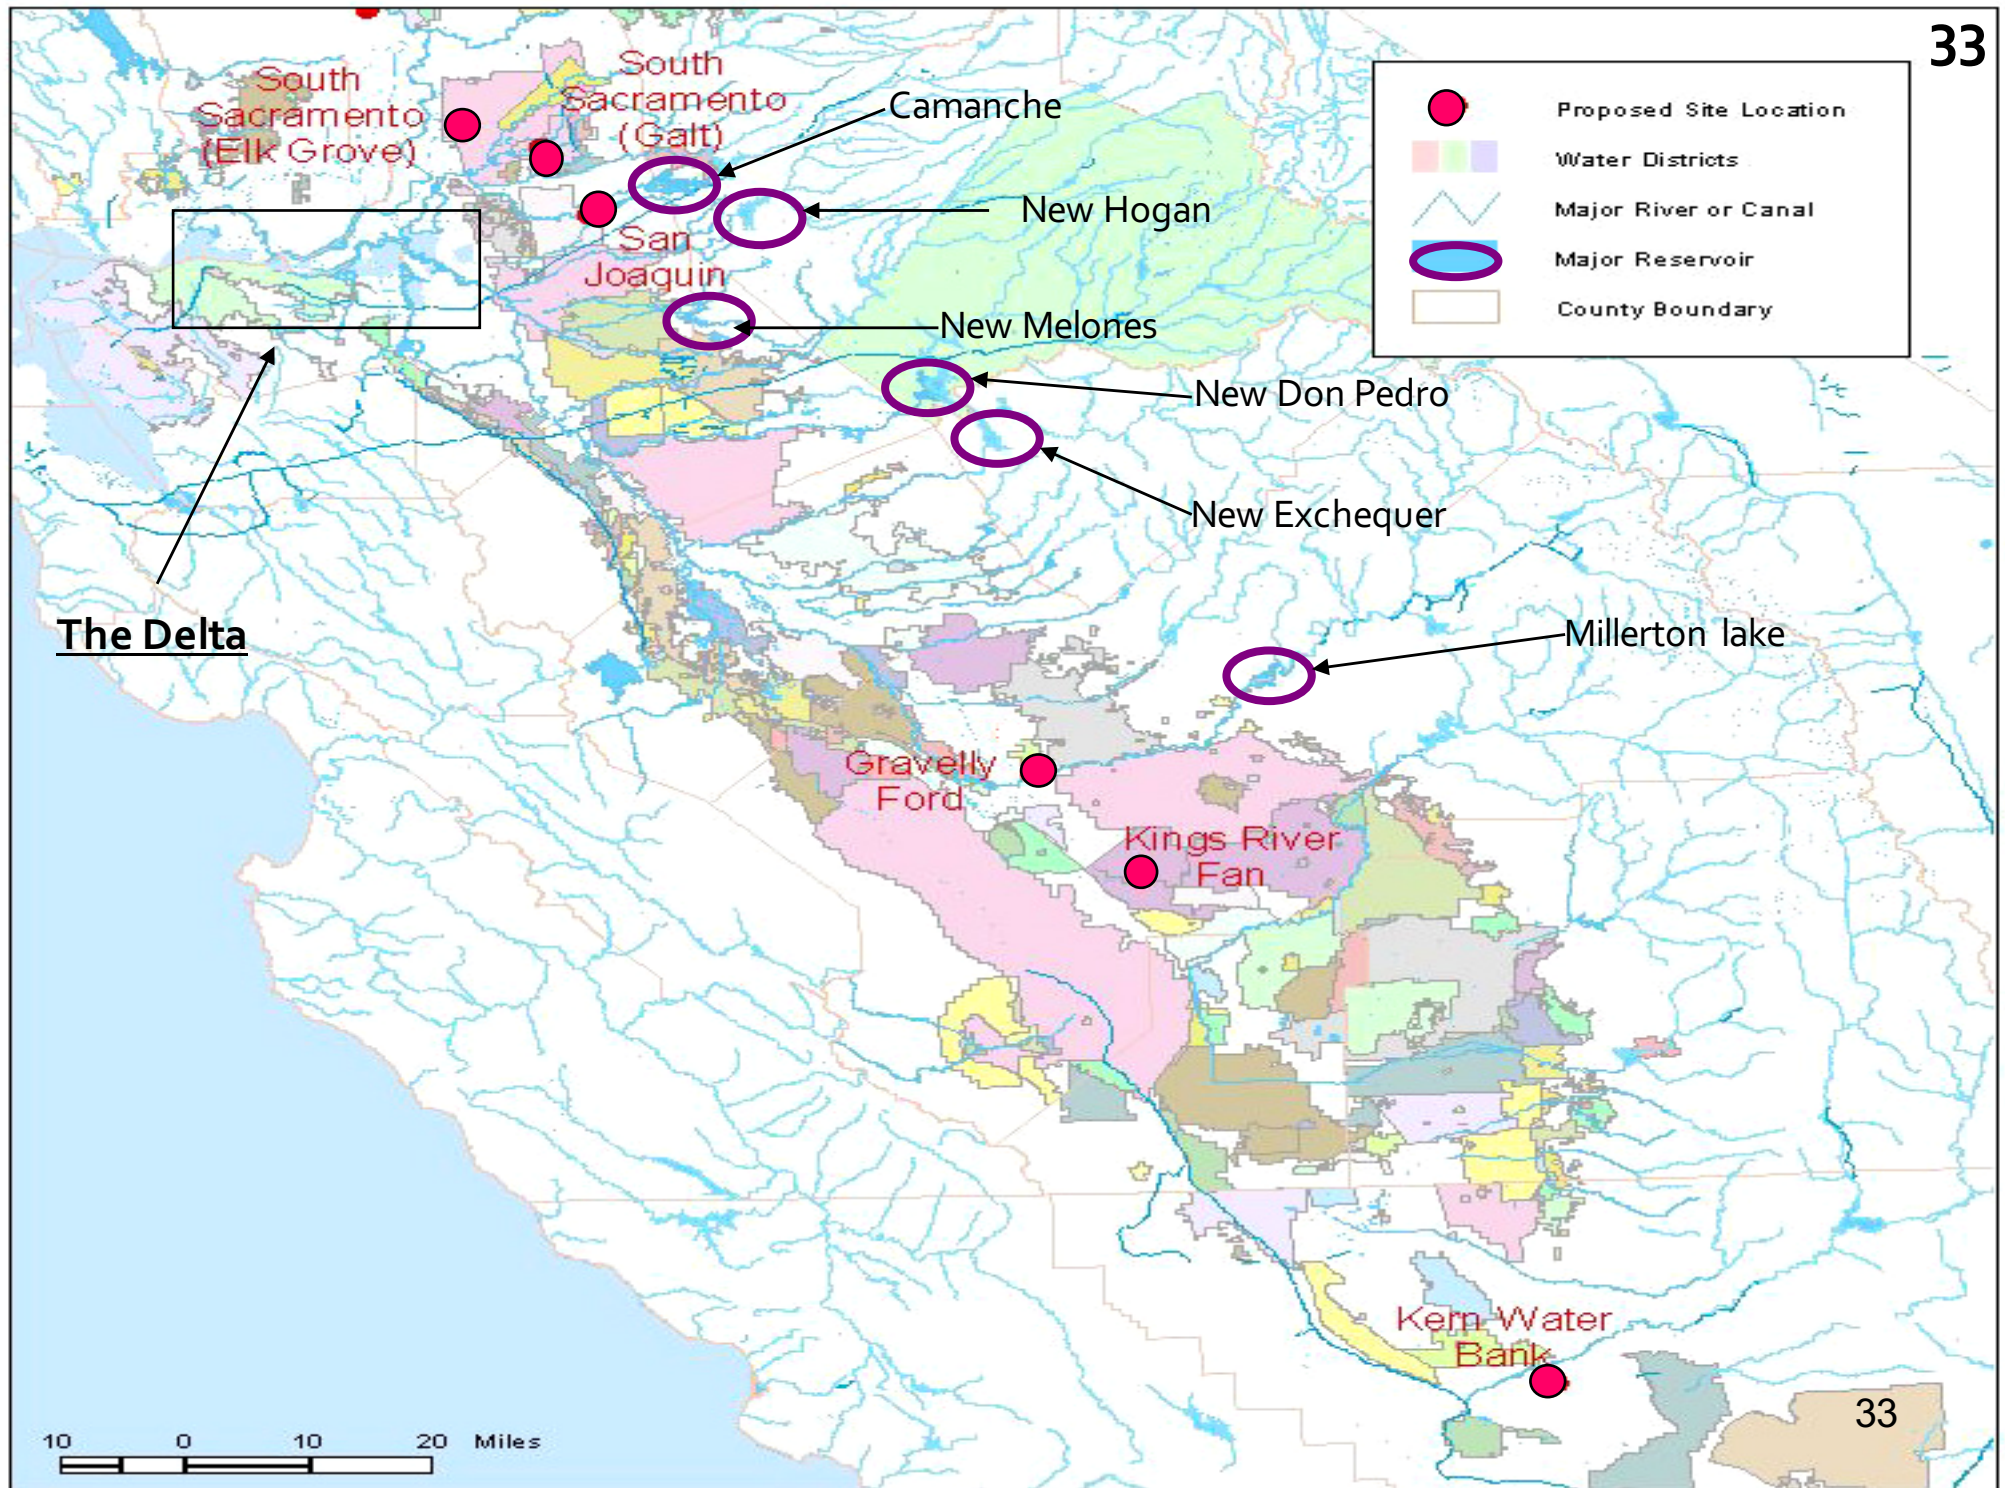 33
South
Sacramento
(Elk Grove)
South
Sacramento
(Galt)
Camanche
New Hogan
San
Joaquin
New Melones
New Don Pedro
New Exchequer
The Delta
Millerton lake
Gravelly
Ford
Kings River
Fan
Kern Water
Bank
Proposed Site Location
Water Districts
Major River or Canal
Major Reservoir
County Boundary
10 0 10 20 Miles
33